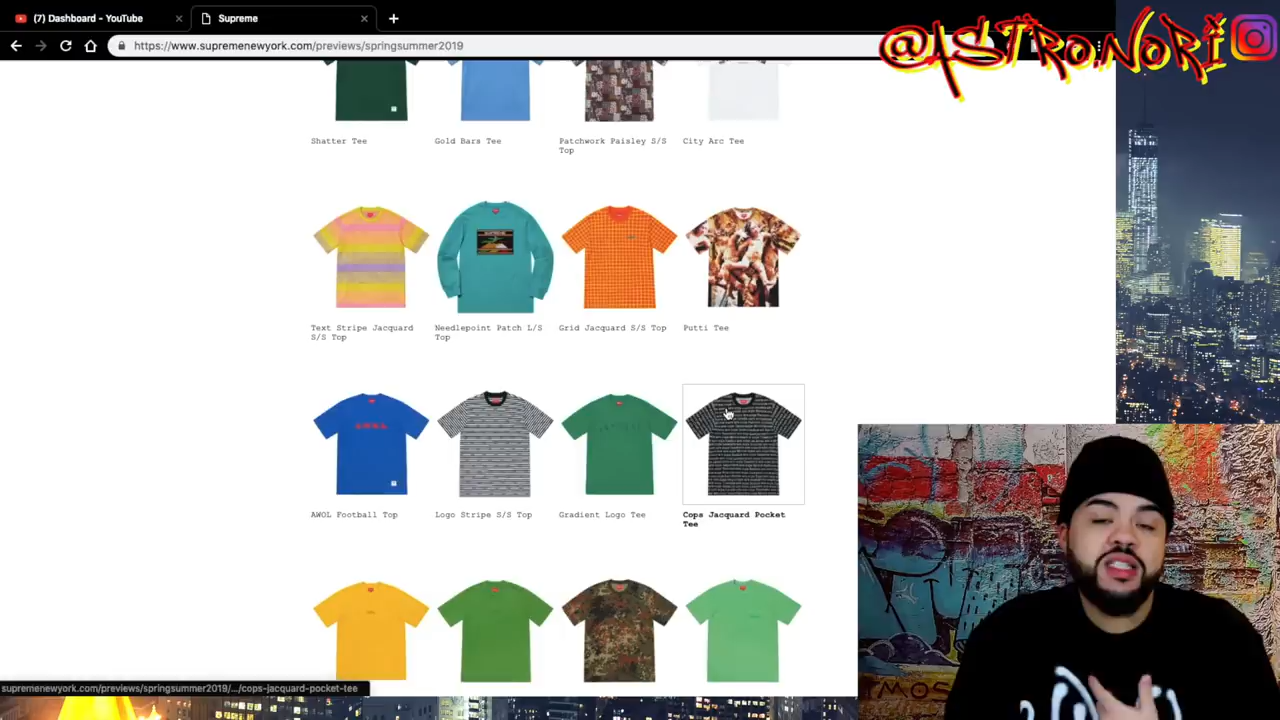 (7) Dashboard - YouTube
Supreme
https://www.supremenewyork.com/previews/springsummer2019
@ASTRO.NORI
Shatter Tee
Gold Bars Tee
Patchwork Paisley S/S
Top
City Arc Tee
Text Stripe Jacquard
S/S Top
Needlepoint Patch L/S
Top
Grid Jacquard S/S Top
Putti Tee
AWOL Football Top
Logo Stripe S/S Top
Gradient Logo Tee
Cops Jacquard Pocket
Tee
supremenewyork.com/previews/springsummer2019/.../cops-jacquard-pocket-tee